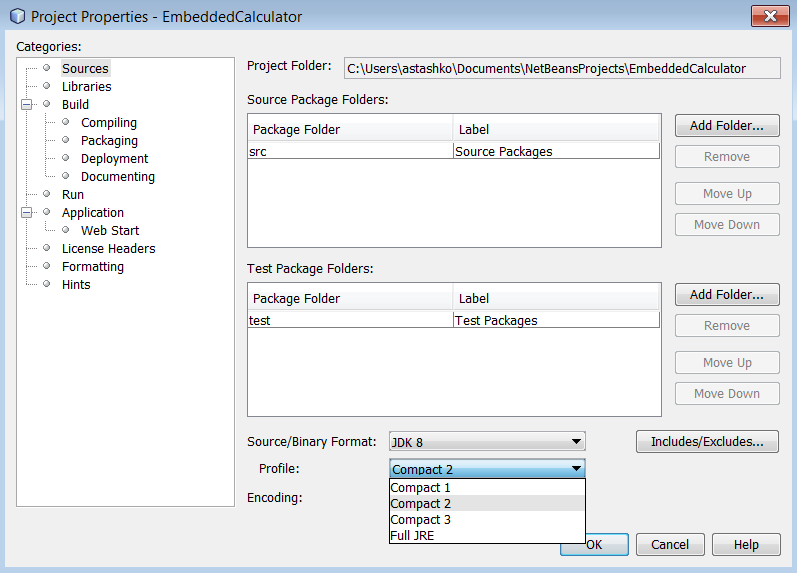 Project Properties - EmbeddedCalculator
Categories:
Sources
Libraries
Build
Compiling
Packaging
Deployment
Documenting
Run
Application
Web Start
License Headers
Formatting
Hints
Project Folder: C:\Users\astashko\Documents\NetBeansProjects\EmbeddedCalculator
Source Package Folders:
Package Folder Label
src Source Packages
Add Folder...
Remove
Move Up
Move Down
Test Package Folders:
Package Folder Label
test Test Packages
Add Folder...
Remove
Move Up
Move Down
Source/Binary Format: JDK 8 Includes/Excludes...
Profile: Compact 2
Compact 1
Compact 2
Compact 3
Full JRE
Encoding:
OK Cancel Help